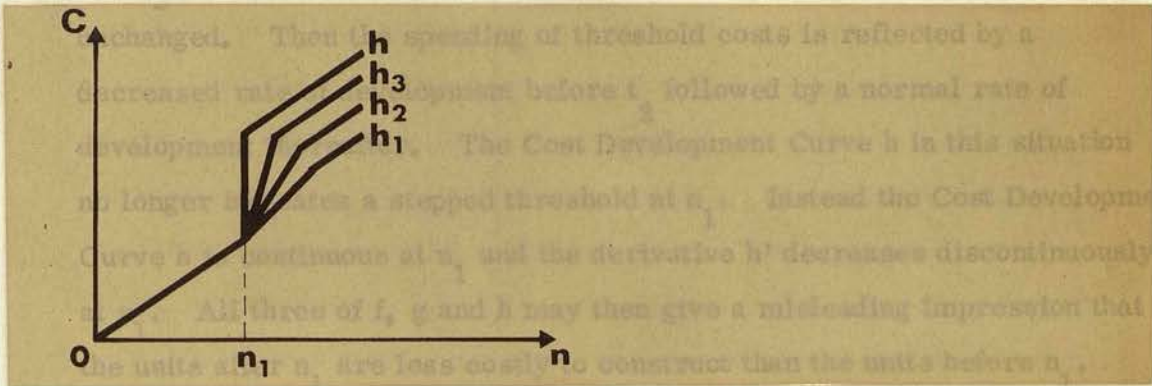 C
unchanged. Then the spending of threshold costs is reflected by a
h
decreased rate of development before t2 followed by a normal rate of
h3
h2
development. The Cost Development Curve h in this situation
h1
no longer indicates a stepped threshold at n1. Instead the Cost Developme
Curve h is continuous at n1 and the derivative h' decreases discontinuously
at n1. All three of f, g and h may then give a misleading impression that
O n1 n
the units after n1 are less costly to construct than the units before n1.